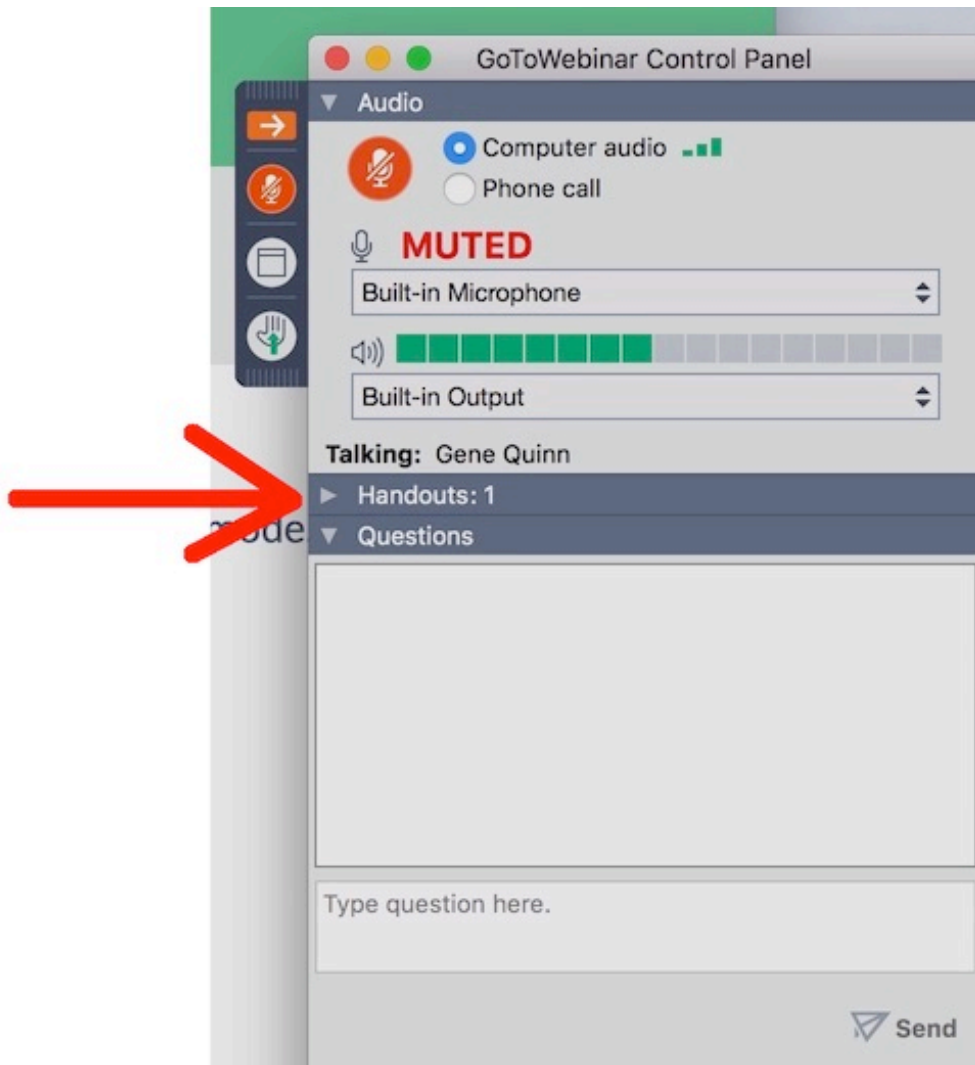 GoToWebinar Control Panel
Audio
Computer audio
Phone call
MUTED
Built-in Microphone
Built-in Output
Talking: Gene Quinn
Handouts: 1
Questions
Type question here.
Send